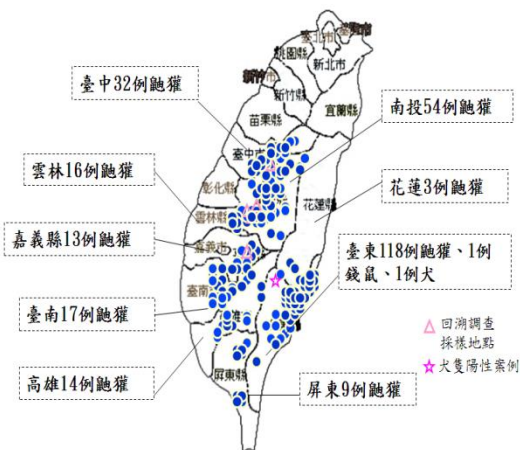 臺北市
桃園縣
新北市
新竹市
新竹縣
宜蘭縣
臺中32例鼬獾
苗栗縣
南投54例鼬獾
臺中市
雲林16例鼬獾
彰化縣
花蓮3例鼬獾
花蓮縣
雲林縣
嘉義縣13例鼬獾
嘉義市
臺東118例鼬獾、1例
錢鼠、1例犬
臺南
臺南17例鼬獾
回溯調查
採樣地點
犬隻陽性案例
高雄14例鼬獾
屏東縣
屏東9例鼬獾